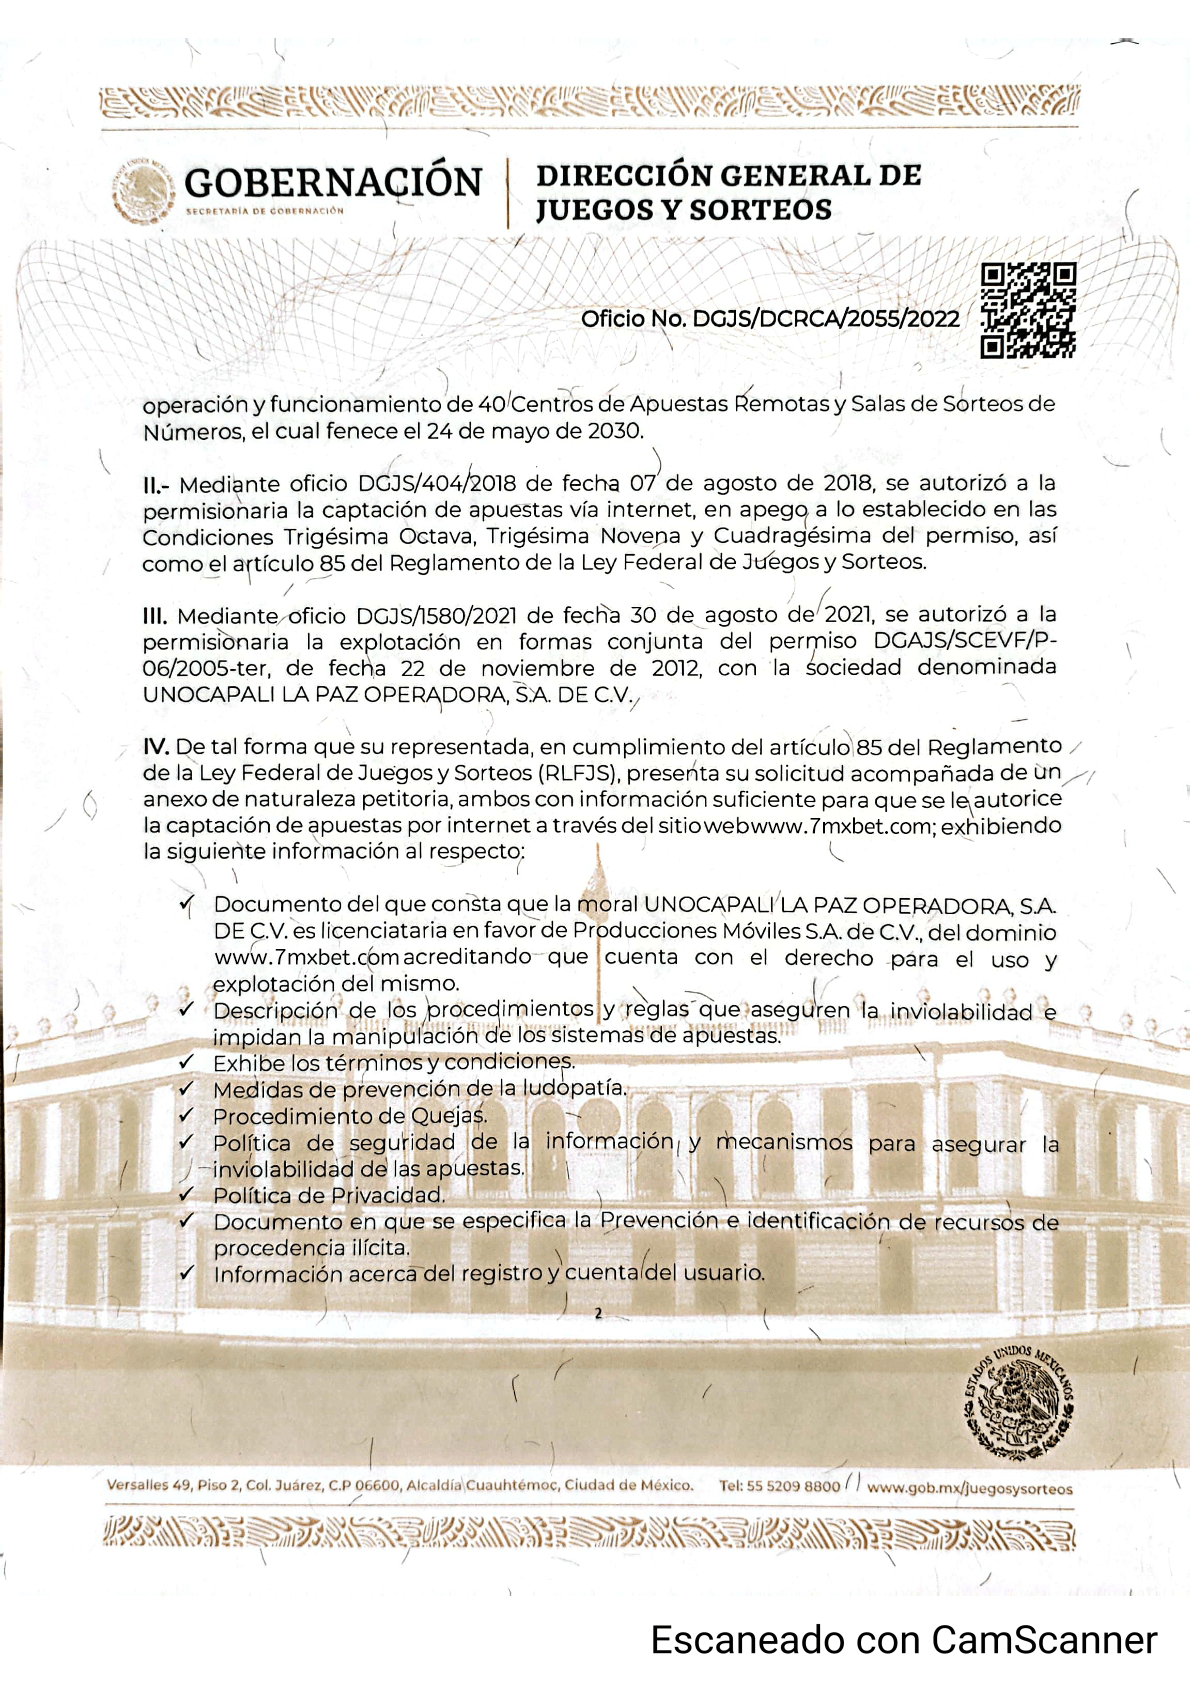 GOBERNACIÓN
SECRETARÍA DE GOBERNACIÓN
DIRECCIÓN GENERAL DE
JUEGOS Y SORTEOS
Oficio No. DGJS/DCRCA/2055/2022
operación y funcionamiento de 40 Centros de Apuestas Remotas y Salas de Sorteos de
Números, el cual fenece el 24 de mayo de 2030.
II.- Mediante oficio DGJS/404/2018 de fecha 07 de agosto de 2018, se autorizó a la
permisionaria la captación de apuestas vía internet, en apego a lo establecido en las
Condiciones Trigésima Octava, Trigésima Novena y Cuadragésima del permiso, así
como el artículo 85 del Reglamento de la Ley Federal de Juegos y Sorteos.
III. Mediante oficio DGJS/1580/2021 de fecha 30 de agosto de 2021, se autorizó a la
permisionaria la explotación en formas conjunta del permiso DGAJS/SCEVF/P-
06/2005-ter, de fecha 22 de noviembre de 2012, con la sociedad denominada
UNOCAPALI LA PAZ OPERADORA, S.A. DE C.V.
IV. De tal forma que su representada, en cumplimiento del artículo 85 del Reglamento
de la Ley Federal de Juegos y Sorteos (RLFJS), presenta su solicitud acompañada de un
anexo de naturaleza petitoria, ambos con información suficiente para que se le autorice
la captación de apuestas por internet a través del sitio web www.7mxbet.com; exhibiendo
la siguiente información al respecto:
✓ Documento del que consta que la moral UNOCAPALI LA PAZ OPERADORA, S.A.
DE C.V. es licenciataria en favor de Producciones Móviles S.A. de C.V., del dominio
www.7mxbet.com acreditando que cuenta con el derecho para el uso y
explotación del mismo.
✓ Descripción de los procedimientos y reglas que aseguren la inviolabilidad e
impidan la manipulación de los sistemas de apuestas.
✓ Exhibe los términos y condiciones.
✓ Medidas de prevención de la ludopatía.
✓ Procedimiento de Quejas.
✓ Política de seguridad de la información y mecanismos para asegurar la
inviolabilidad de las apuestas.
✓ Política de Privacidad.
✓ Documento en que se especifica la Prevención e identificación de recursos de
procedencia ilícita.
✓ Información acerca del registro y cuenta del usuario.
2
ESTADOS UNIDOS MEXICANOS
Versalles 49, Piso 2, Col. Juárez, C.P 06600, Alcaldía Cuauhtémoc, Ciudad de México. Tel: 55 5209 8800 www.gob.mx/juegosysorteos
Escaneado con CamScanner